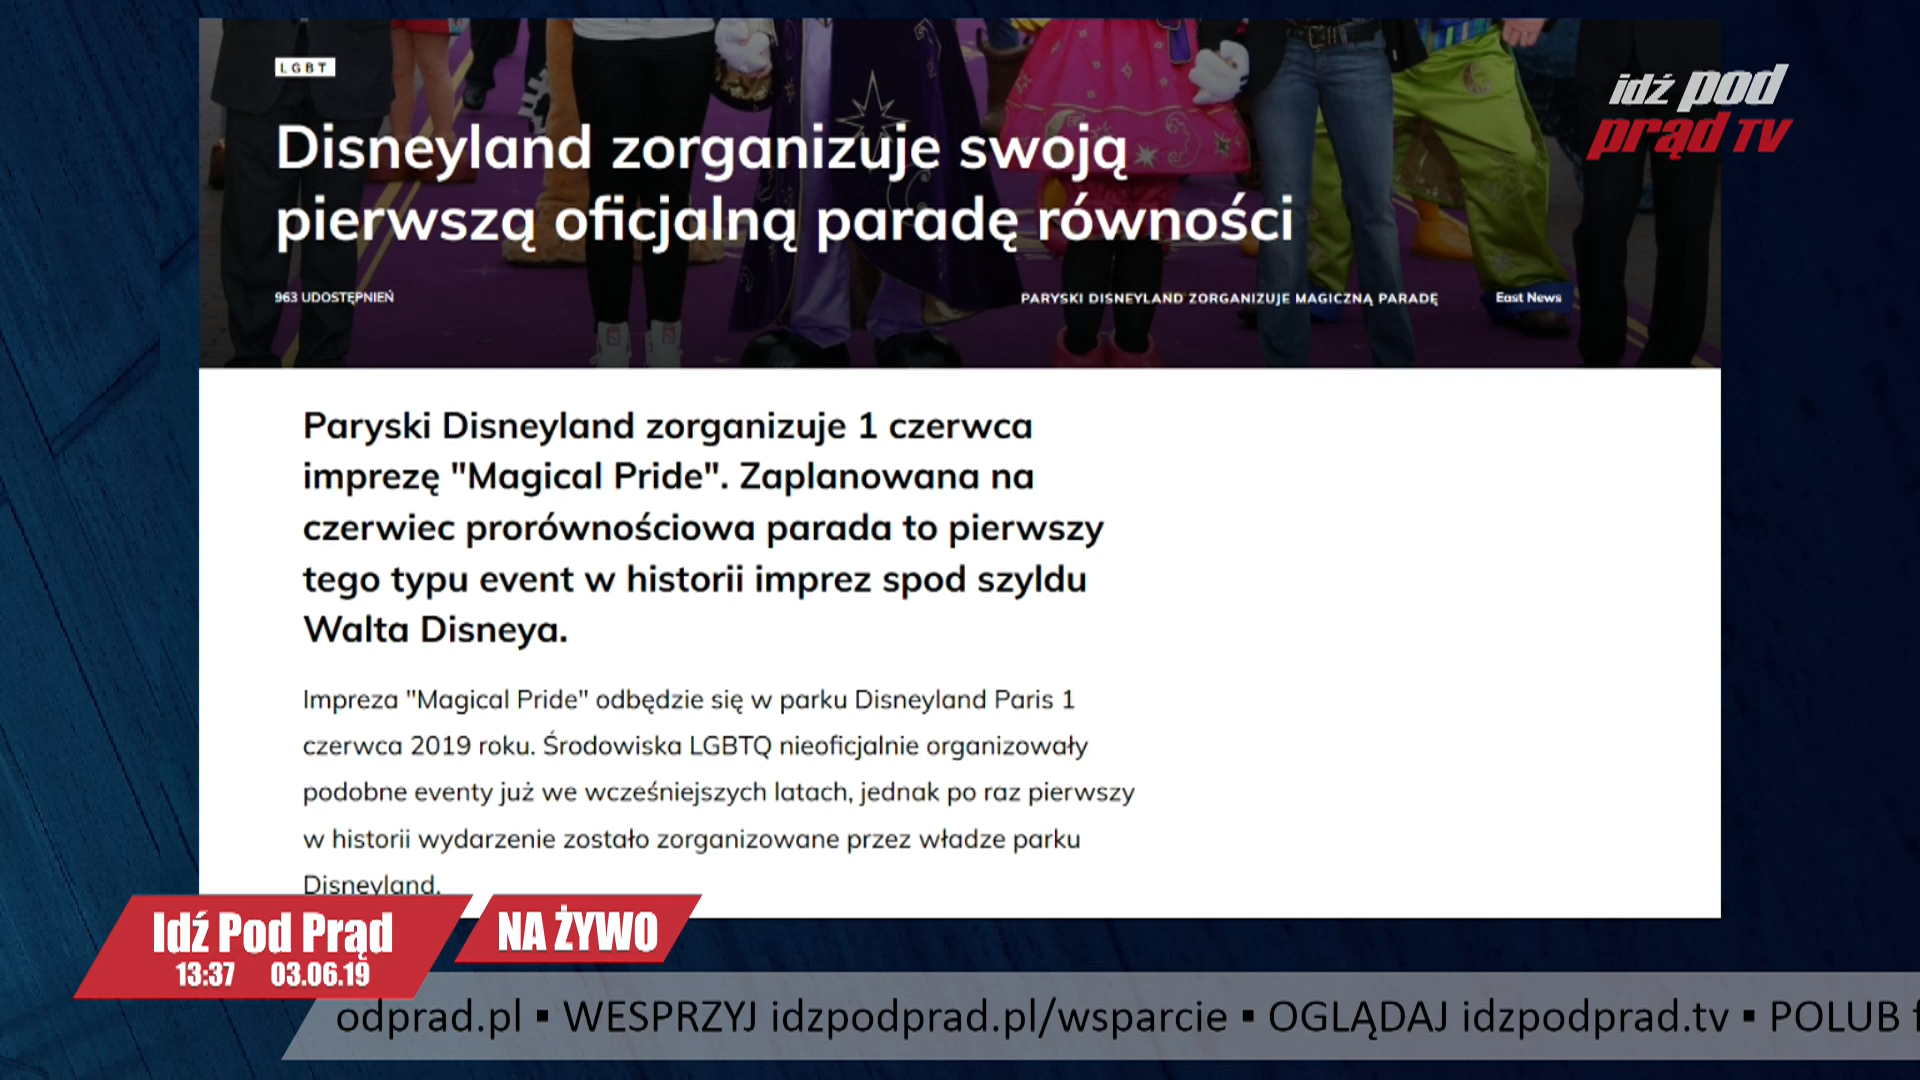 LGBT
idź pod
prąd TV
Disneyland zorganizuje swoją
pierwszą oficjalną paradę równości
963 UDOSTĘPNIEŃ
PARYSKI DISNEYLAND ZORGANIZUJE MAGICZNĄ PARADĘ
East News
Paryski Disneyland zorganizuje 1 czerwca
imprezę "Magical Pride". Zaplanowana na
czerwiec prorównościowa parada to pierwszy
tego typu event w historii imprez spod szyldu
Walta Disneya.
Impreza "Magical Pride" odbędzie się w parku Disneyland Paris 1
czerwca 2019 roku. Środowiska LGBTQ nieoficjalnie organizowały
podobne eventy już we wcześniejszych latach, jednak po raz pierwszy
w historii wydarzenie zostało zorganizowane przez władze parku
Disneyland.
Idź Pod Prąd
NA ŻYWO
13:37 03.06.19
odprad.pl ▪ WESPRZYJ idzpodprad.pl/wsparcie ▪ OGLĄDAJ idzpodprad.tv ▪ POLUB f